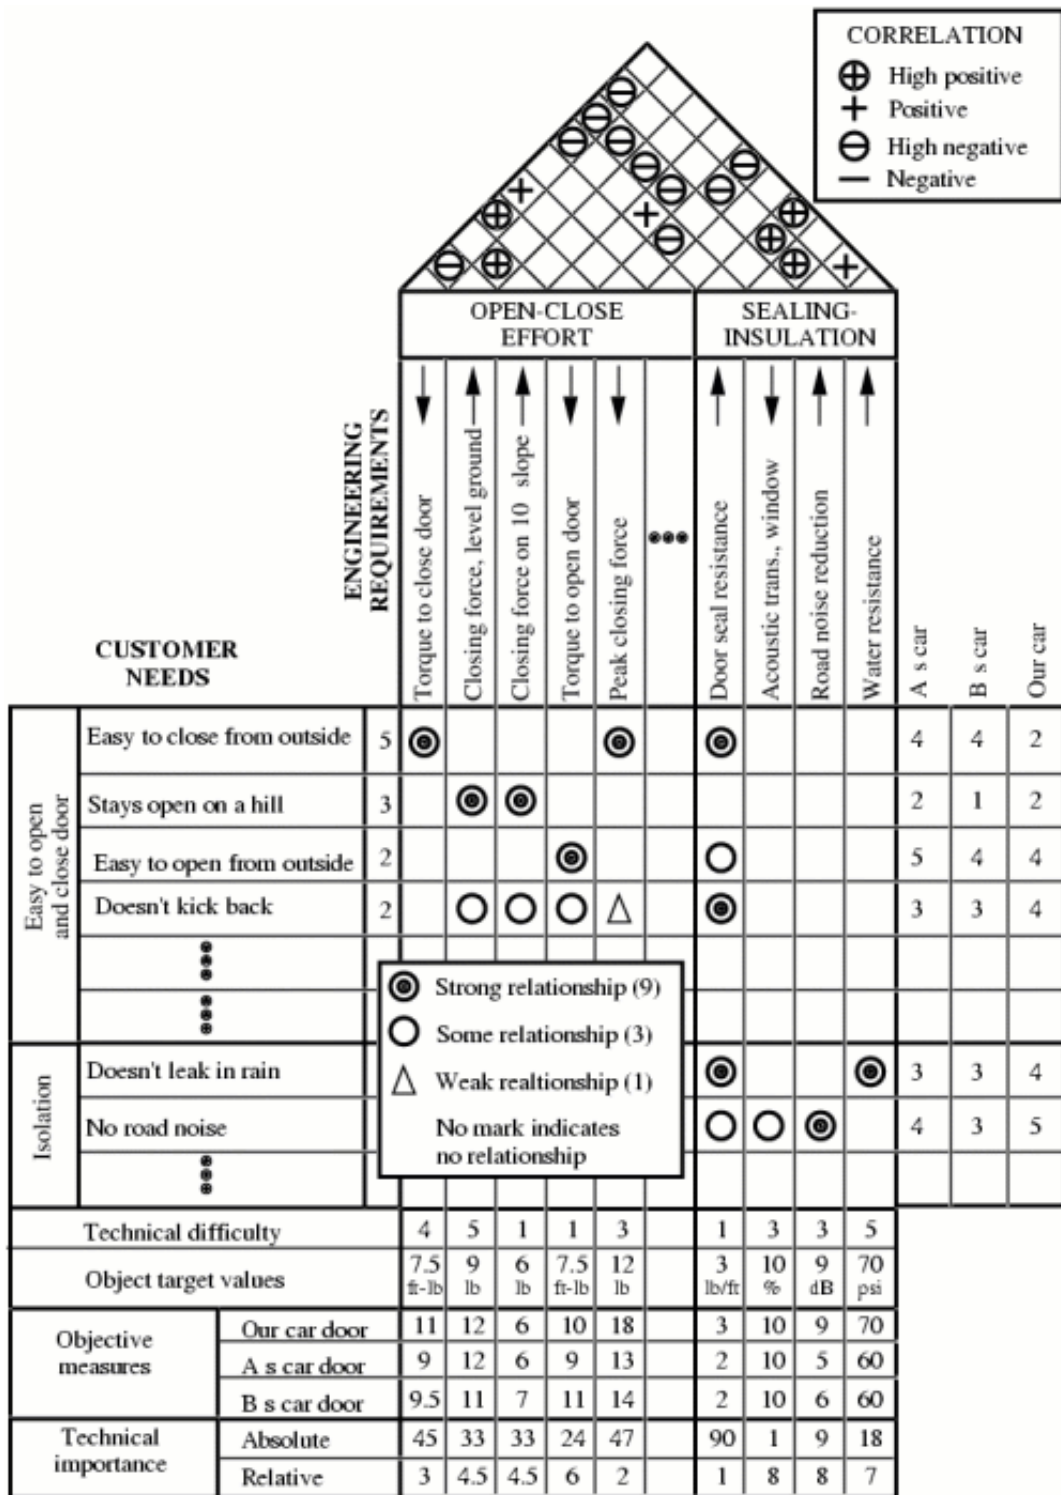 CORRELATION
High positive
Positive
High negative
Negative
OPEN-CLOSE
EFFORT
SEALING-
INSULATION
ENGINEERING
REQUIREMENTS
Torque to close door
Closing force, level ground
Closing force on 10 slope
Torque to open door
Peak closing force
Door seal resistance
Acoustic trans., window
Road noise reduction
Water resistance
A s car
B s car
Our car
CUSTOMER
NEEDS
Easy to open
and close door
Easy to close from outside 5 4 4 2
Stays open on a hill 3 2 1 2
Easy to open from outside 2 5 4 4
Doesn't kick back 2 3 3 4
Strong relationship (9)
Some relationship (3)
Weak realtionship (1)
No mark indicates
no relationship
Isolation
Doesn't leak in rain 3 3 4
No road noise 4 3 5
Technical difficulty 4 5 1 1 3 1 3 3 5
Object target values 7.5 9 6 7.5 12 3 10 9 70
ft-lb lb lb ft-lb lb lb/ft % dB psi
Objective
measures
Our car door 11 12 6 10 18 3 10 9 70
A s car door 9 12 6 9 13 2 10 5 60
B s car door 9.5 11 7 11 14 2 10 6 60
Technical
importance
Absolute 45 33 33 24 47 90 1 9 18
Relative 3 4.5 4.5 6 2 1 8 8 7